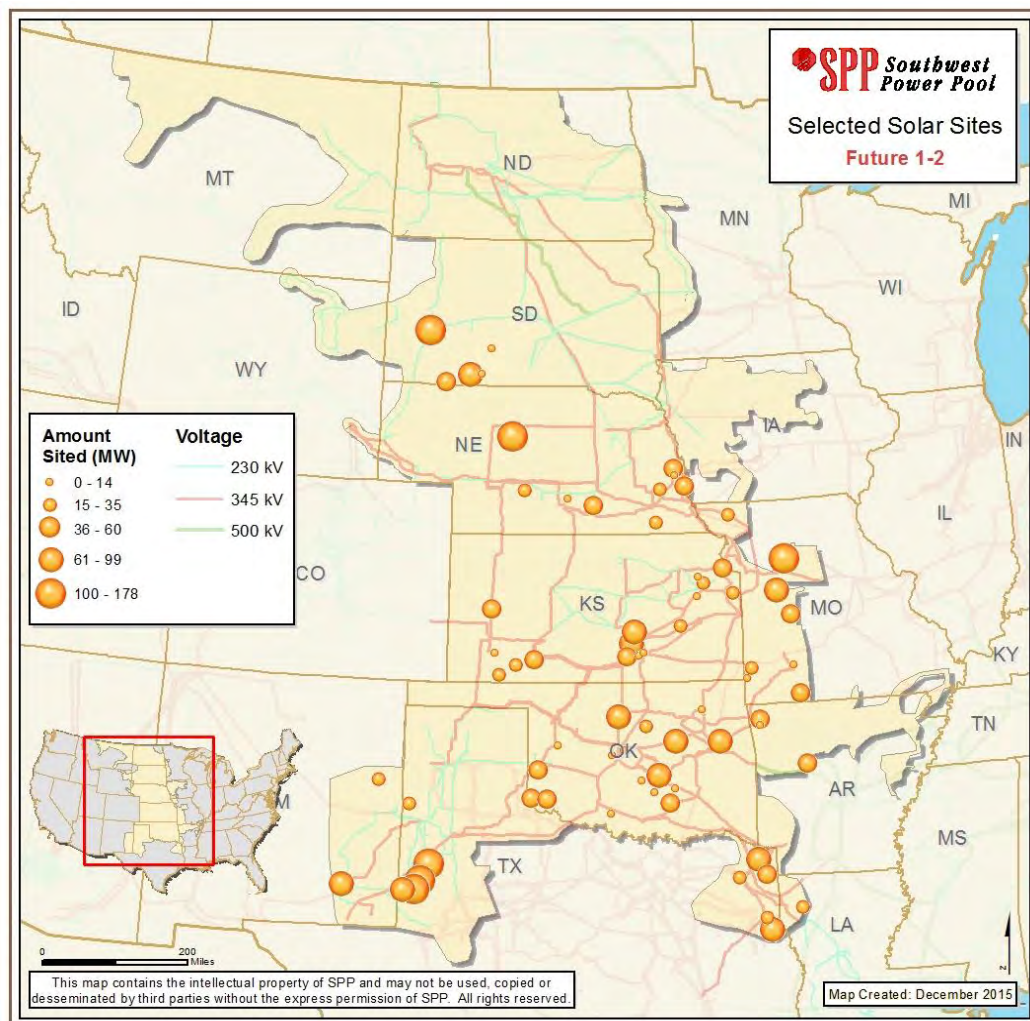 SPP Southwest
Power Pool
Selected Solar Sites
Future 1-2
ND
MT
MN
MI
WI
ID
SD
WY
IA
NE
IN
IL
CO
KS
MO
KY
TN
OK
AR
M
MS
TX
LA
Amount
Sited (MW)
0 - 14
15 - 35
36 - 60
61 - 99
100 - 178
Voltage
230 kV
345 kV
500 kV
0 200
Miles
N
This map contains the intellectual property of SPP and may not be used, copied or
desseminated by third parties without the express permission of SPP. All rights reserved.
Map Created: December 2015